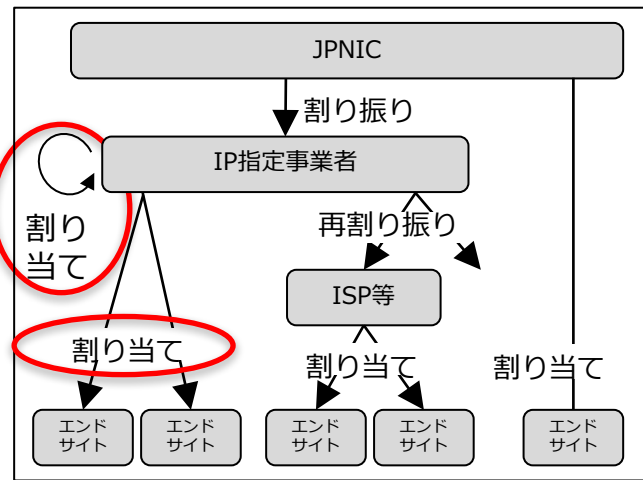 JPNIC
割り振り
IP指定事業者
割り
当て
再割り振り
ISP等
割り当て
割り当て
割り当て
エンド
サイト
エンド
サイト
エンド
サイト
エンド
サイト
エンド
サイト